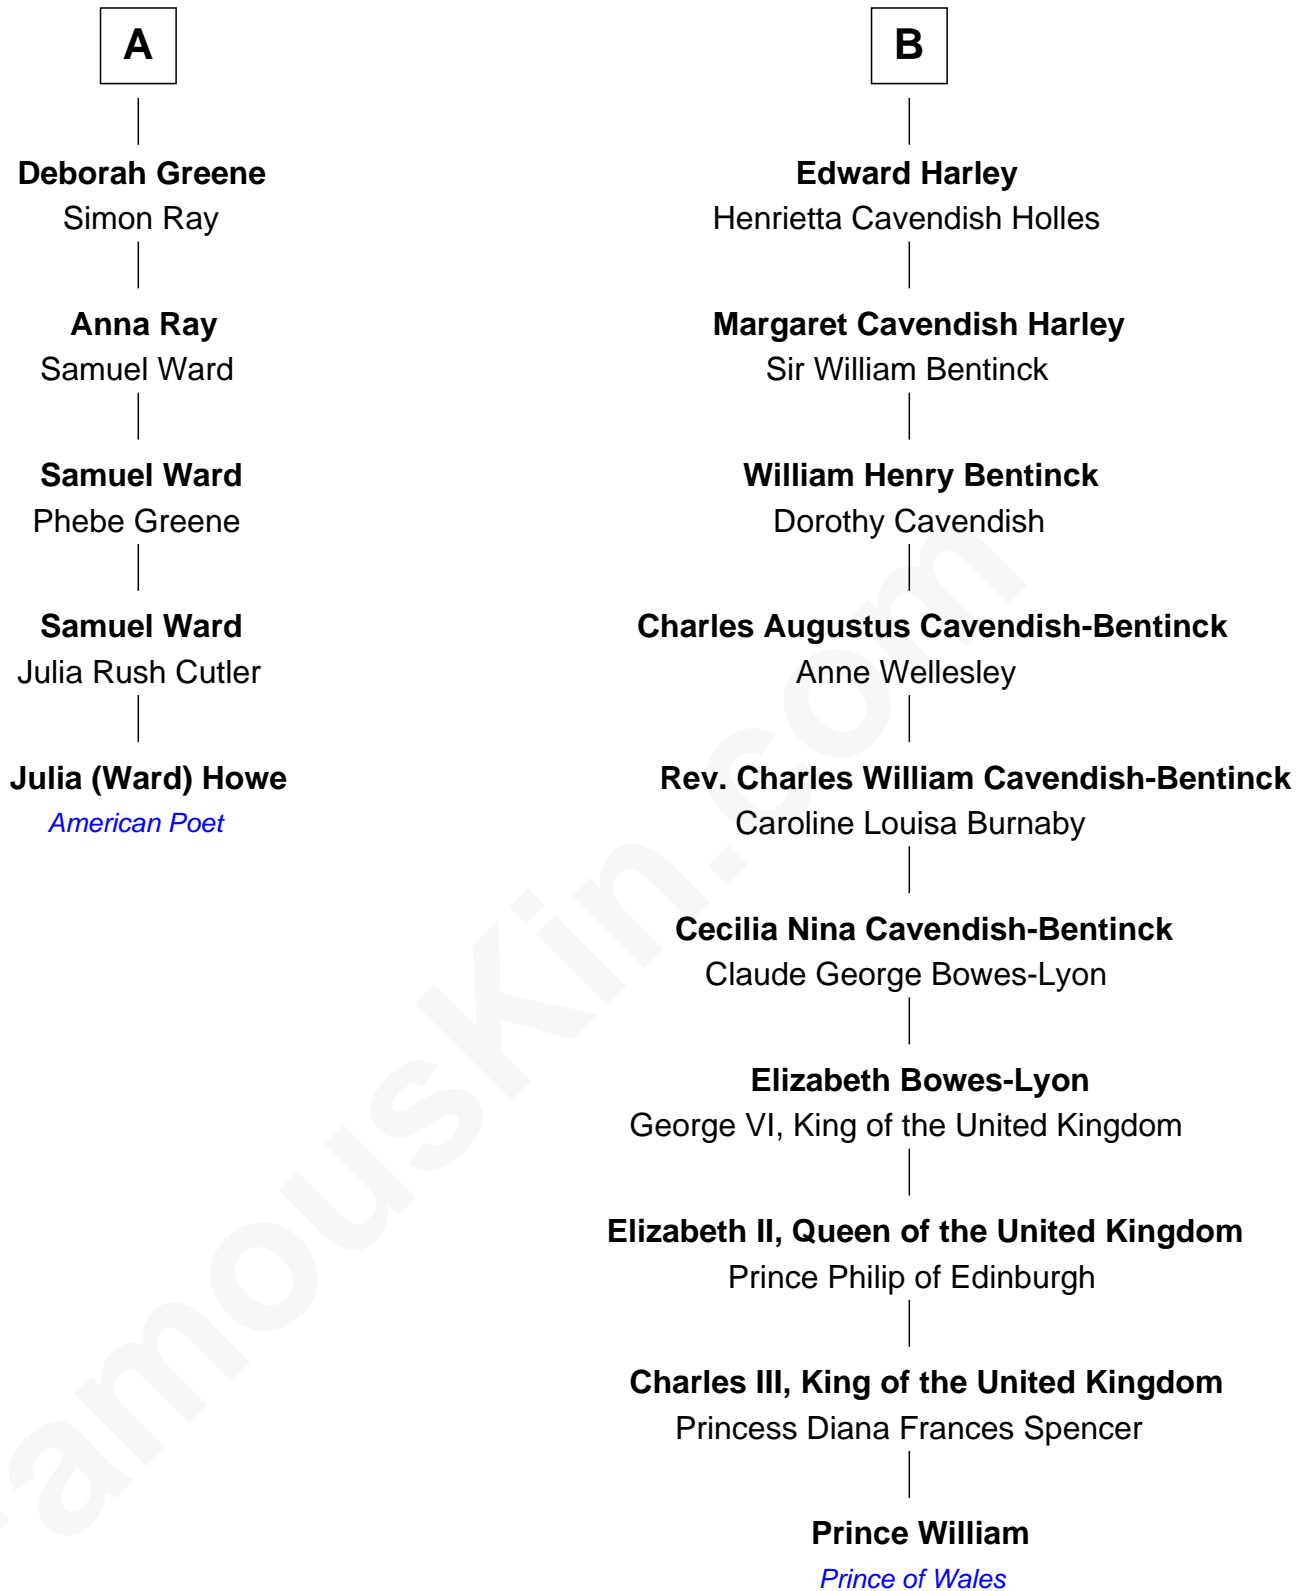 A
Deborah Greene
Simon Ray
Anna Ray
Samuel Ward
Samuel Ward
Phebe Greene
Samuel Ward
Julia Rush Cutler
Julia (Ward) Howe
American Poet
B
Edward Harley
Henrietta Cavendish Holles
Margaret Cavendish Harley
Sir William Bentinck
William Henry Bentinck
Dorothy Cavendish
Charles Augustus Cavendish-Bentinck
Anne Wellesley
Rev. Charles William Cavendish-Bentinck
Caroline Louisa Burnaby
Cecilia Nina Cavendish-Bentinck
Claude George Bowes-Lyon
Elizabeth Bowes-Lyon
George VI, King of the United Kingdom
Elizabeth II, Queen of the United Kingdom
Prince Philip of Edinburgh
Charles III, King of the United Kingdom
Princess Diana Frances Spencer
Prince William
Prince of Wales
amousKin.com